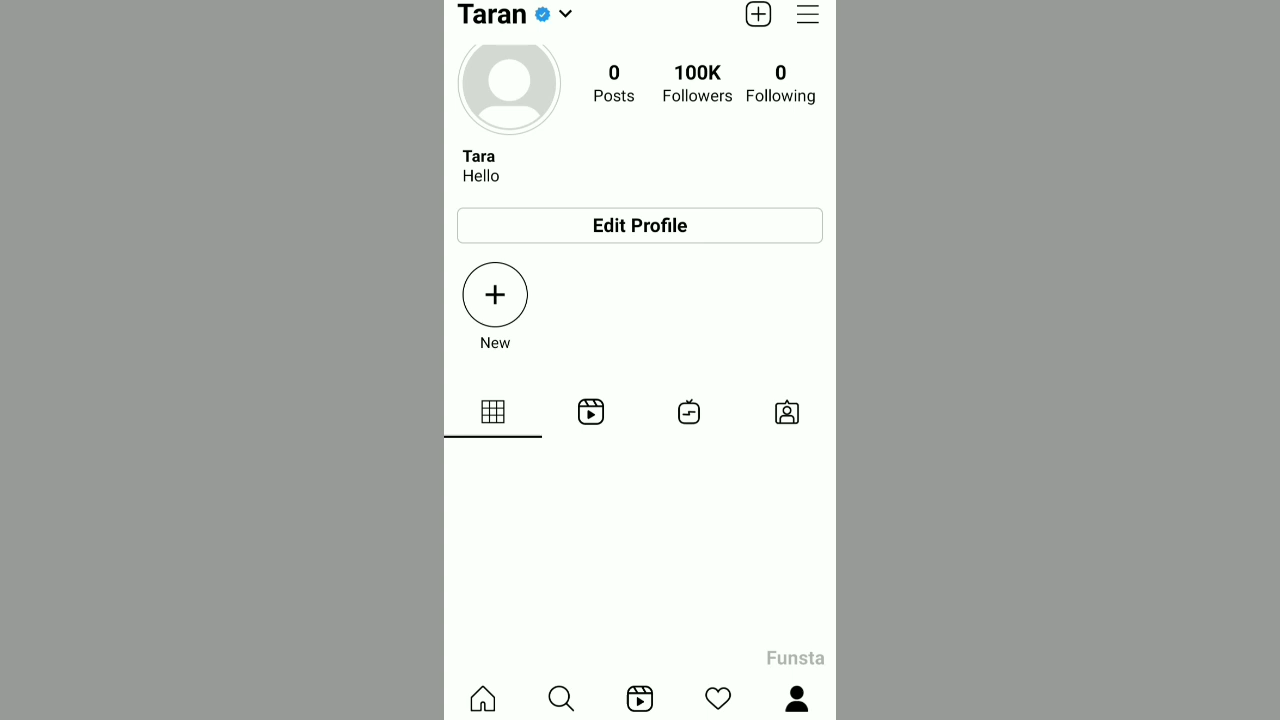 Taran
0 100K 0
Posts Followers Following
Tara
Hello
Edit Profile
New
Funsta